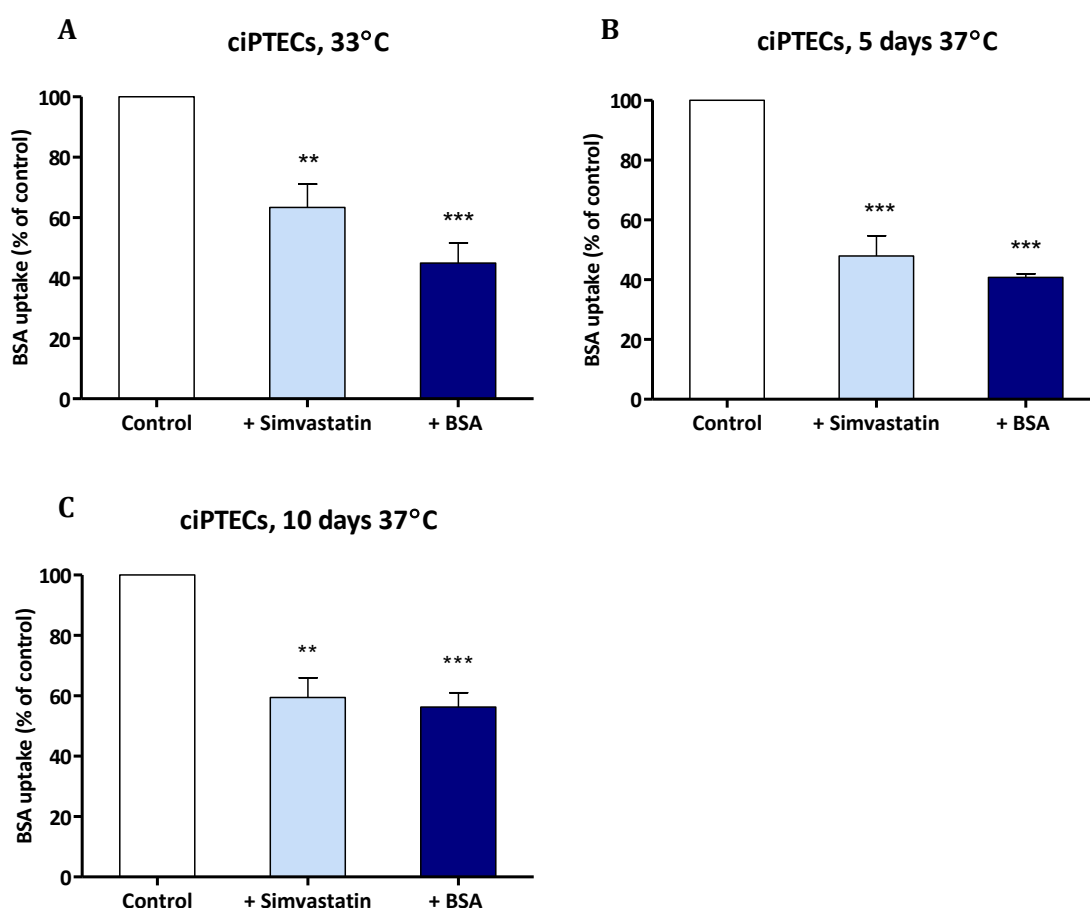 A
ciPTECs, 33°C
BSA uptake (% of control)
100
80
60
40
20
0
**
***
Control
+ Simvastatin
+ BSA
B
ciPTECs, 5 days 37°C
BSA uptake (% of control)
100
80
60
40
20
0
***
***
Control
+ Simvastatin
+ BSA
C
ciPTECs, 10 days 37°C
BSA uptake (% of control)
100
80
60
40
20
0
**
***
Control
+ Simvastatin
+ BSA